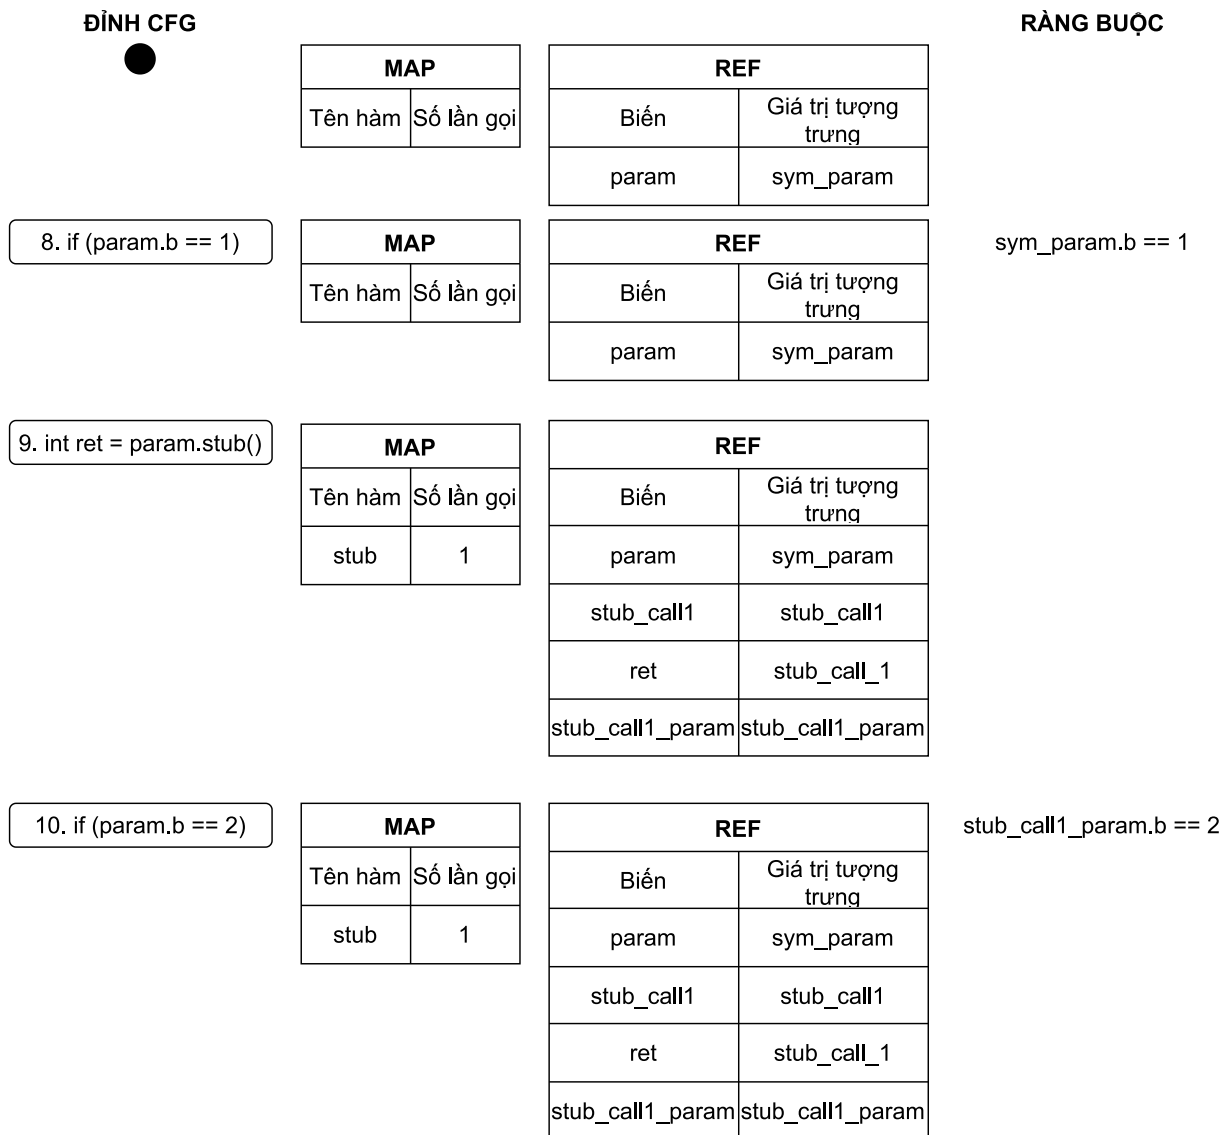 ĐỈNH CFG
RÀNG BUỘC
MAP
Tên hàm Số lần gọi
REF
Biến Giá trị tượng
trưng
param sym_param
8. if (param.b == 1)
MAP
Tên hàm Số lần gọi
REF
Biến Giá trị tượng
trưng
param sym_param
sym_param.b == 1
9. int ret = param.stub()
MAP
Tên hàm Số lần gọi
stub 1
REF
Biến Giá trị tượng
trưng
param sym_param
stub_call1 stub_call1
ret stub_call_1
stub_call1_param stub_call1_param
10. if (param.b == 2)
MAP
Tên hàm Số lần gọi
stub 1
REF
Biến Giá trị tượng
trưng
param sym_param
stub_call1 stub_call1
ret stub_call_1
stub_call1_param stub_call1_param
stub_call1_param.b == 2